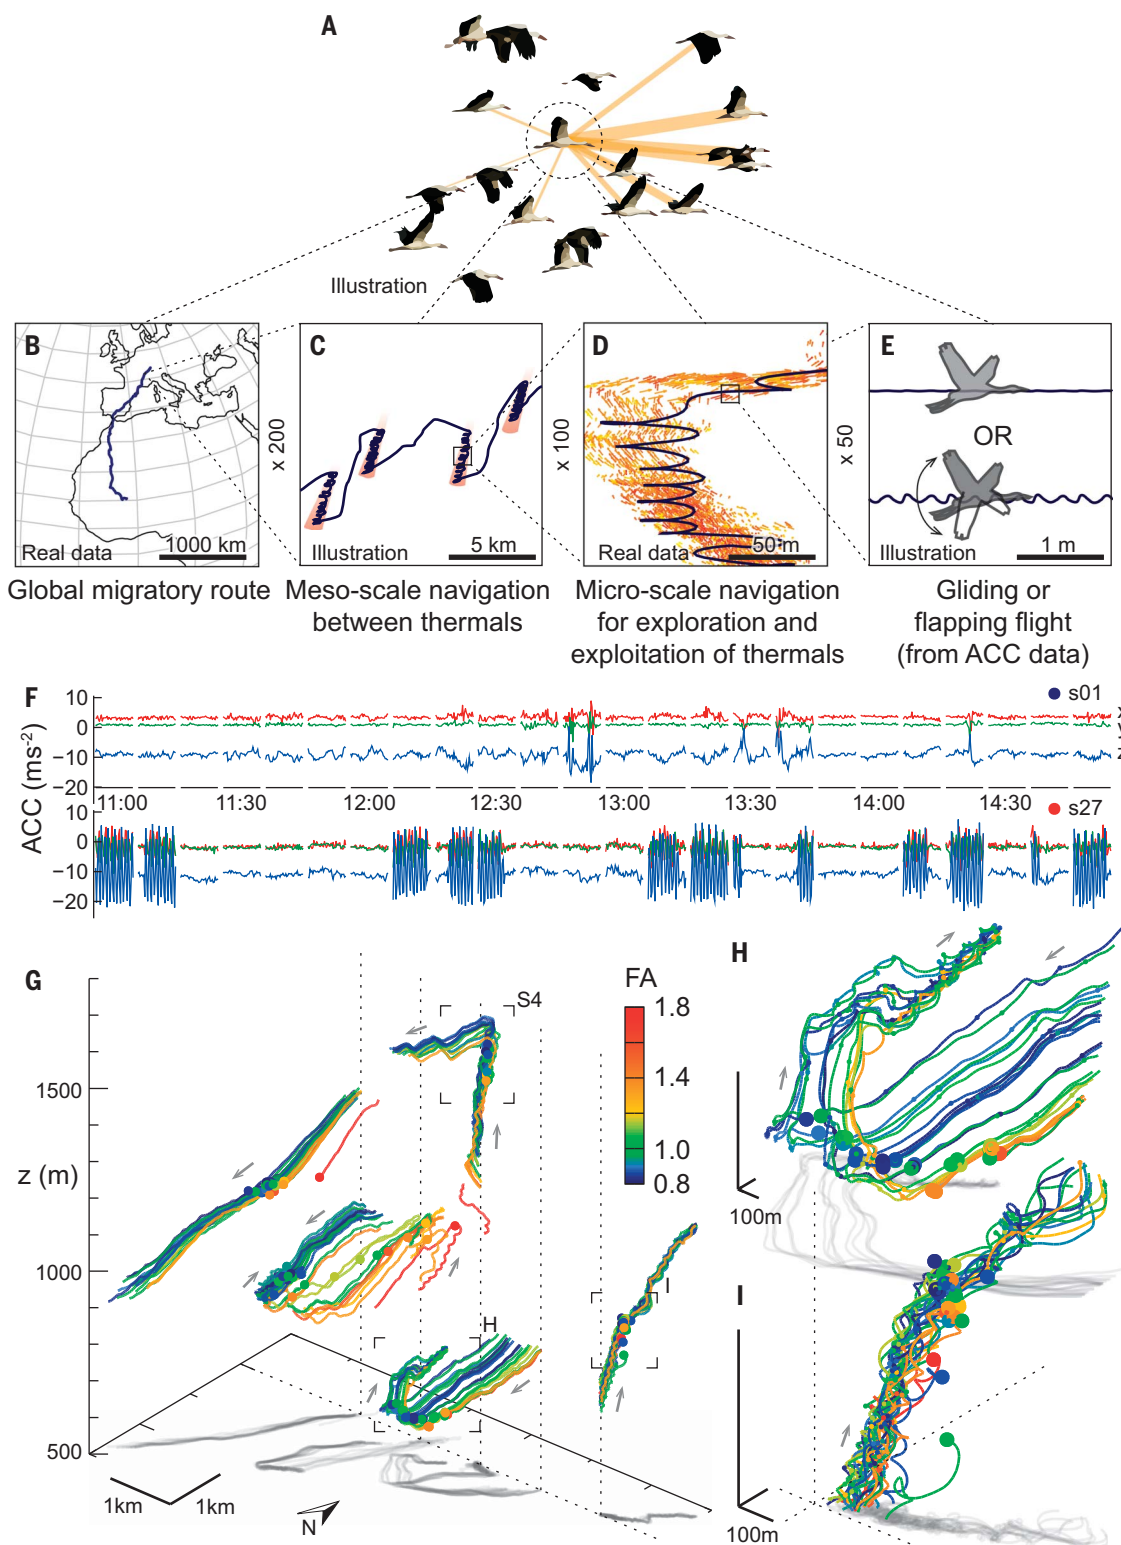 A
Illustration
B
Real data
1000 km
x 200
C
Illustration
5 km
x 100
D
Real data
50 m
x 50
E
OR
Illustration
1 m
Global migratory route
Meso-scale navigation
between thermals
Micro-scale navigation
for exploration and
exploitation of thermals
Gliding or
flapping flight
(from ACC data)
F
ACC (ms-2)
10
0
−10
−20
s01
11:00
11:30
12:00
12:30
13:00
13:30
14:00
14:30
10
0
−10
−20
s27
G
z (m)
1500
1000
500
S4
H
I
FA
1.8
1.4
1.0
0.8
1km
1km
N
H
100m
I
100m